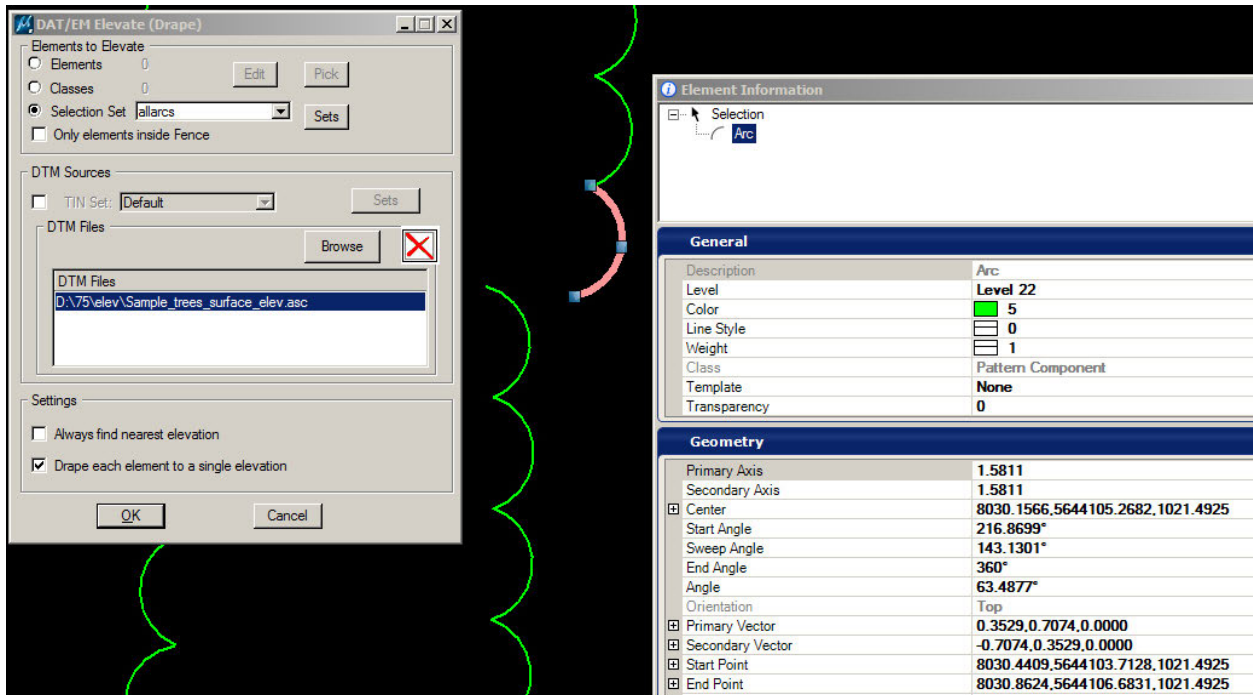 DAT/EM Elevate (Drape)
Elements to Elevate
Elements 0
Edit
Pick
Classes 0
Selection Set allarcs
Sets
Only elements inside Fence
DTM Sources
TIN Set: Default
Sets
DTM Files
Browse
DTM Files
D:\75\elev\Sample_trees_surface_elev.asc
Settings
Always find nearest elevation
Drape each element to a single elevation
OK
Cancel
Element Information
Selection
Arc
General
Description Arc
Level Level 22
Color 5
Line Style 0
Weight 1
Class Pattern Component
Template None
Transparency 0
Geometry
Primary Axis 1.5811
Secondary Axis 1.5811
Center 8030.1566,5644105.2682,1021.4925
Start Angle 216.8699°
Sweep Angle 143.1301°
End Angle 360°
Angle 63.4877°
Orientation Top
Primary Vector 0.3529,0.7074,0.0000
Secondary Vector -0.7074,0.3529,0.0000
Start Point 8030.4409,5644103.7128,1021.4925
End Point 8030.8624,5644106.6831,1021.4925